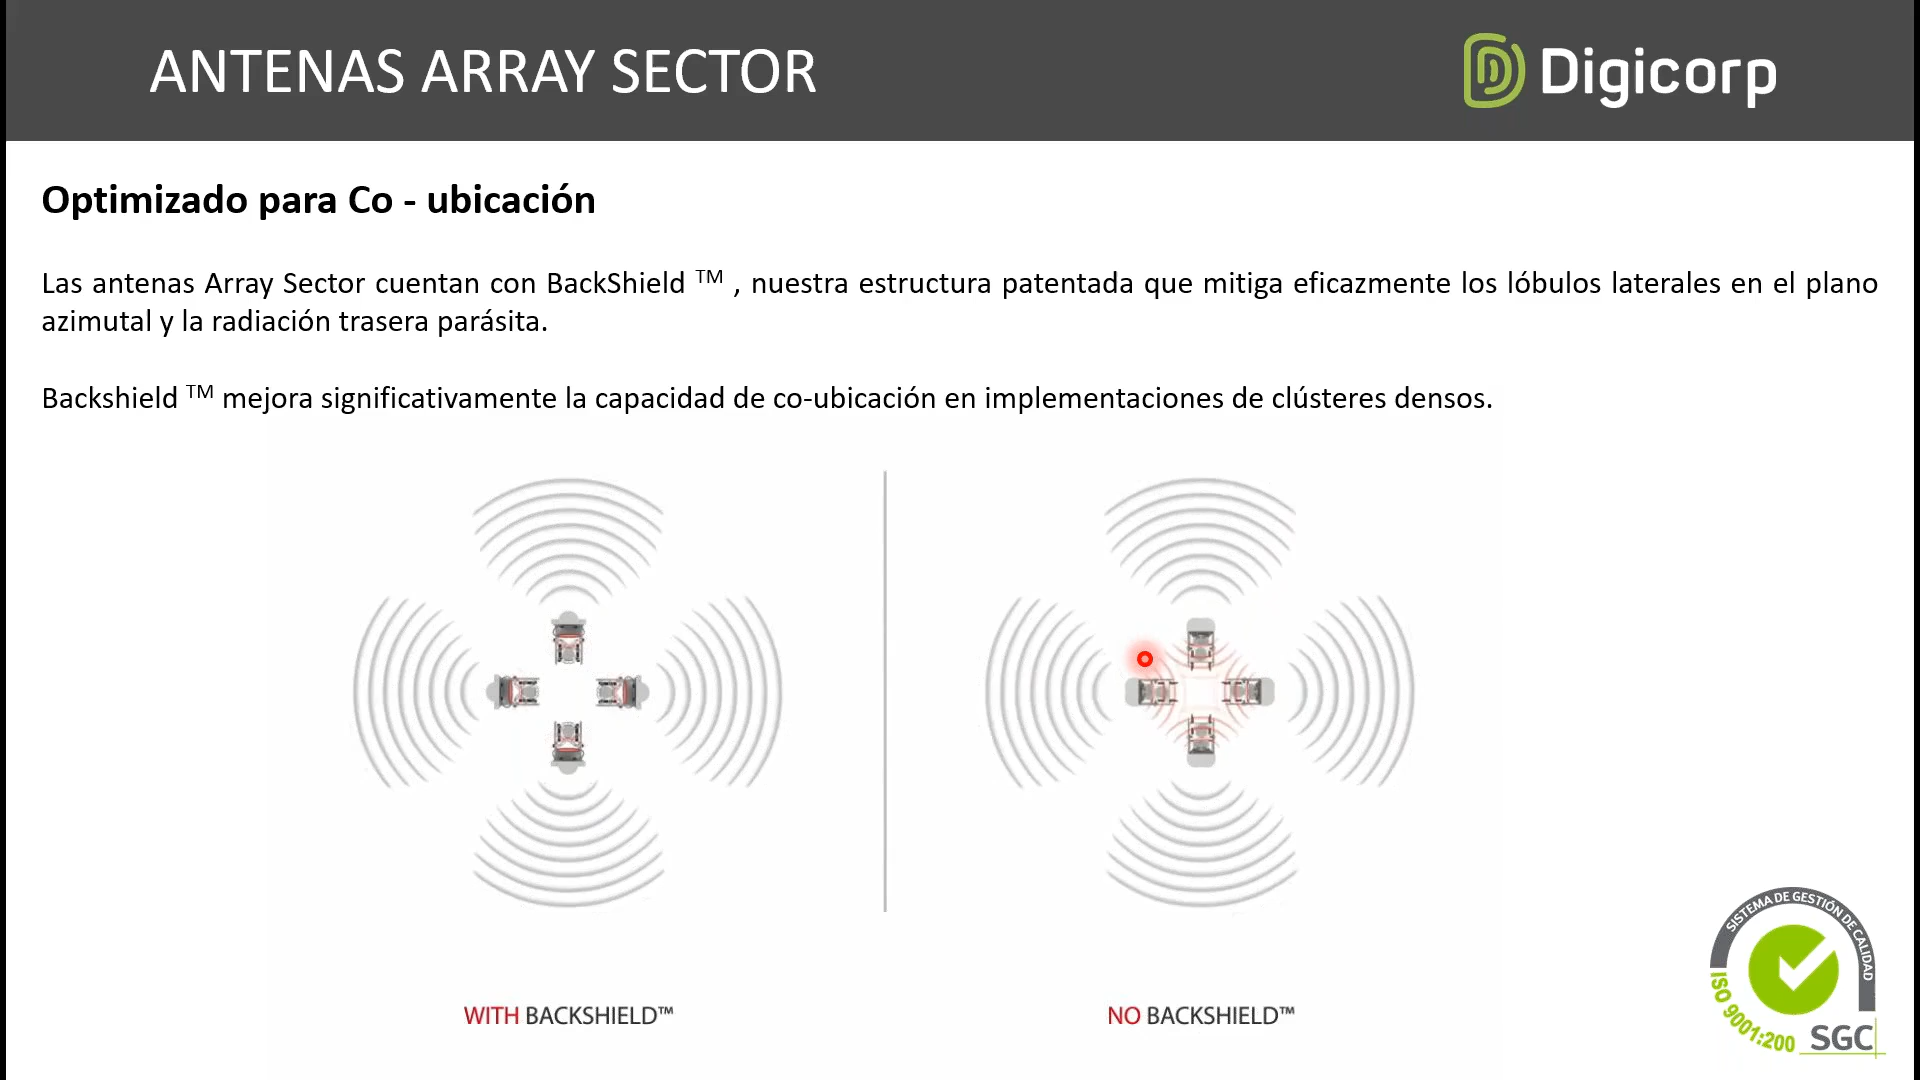 ANTENAS ARRAY SECTOR
Digicorp
Optimizado para Co - ubicación
Las antenas Array Sector cuentan con BackShield TM , nuestra estructura patentada que mitiga eficazmente los lóbulos laterales en el plano
azimutal y la radiación trasera parásita.
Backshield TM mejora significativamente la capacidad de co-ubicación en implementaciones de clústeres densos.
WITH BACKSHIELD™
NO BACKSHIELD™
SISTEMA DE GESTIÓN DE CALIDAD
ISO 9001:200
SGC